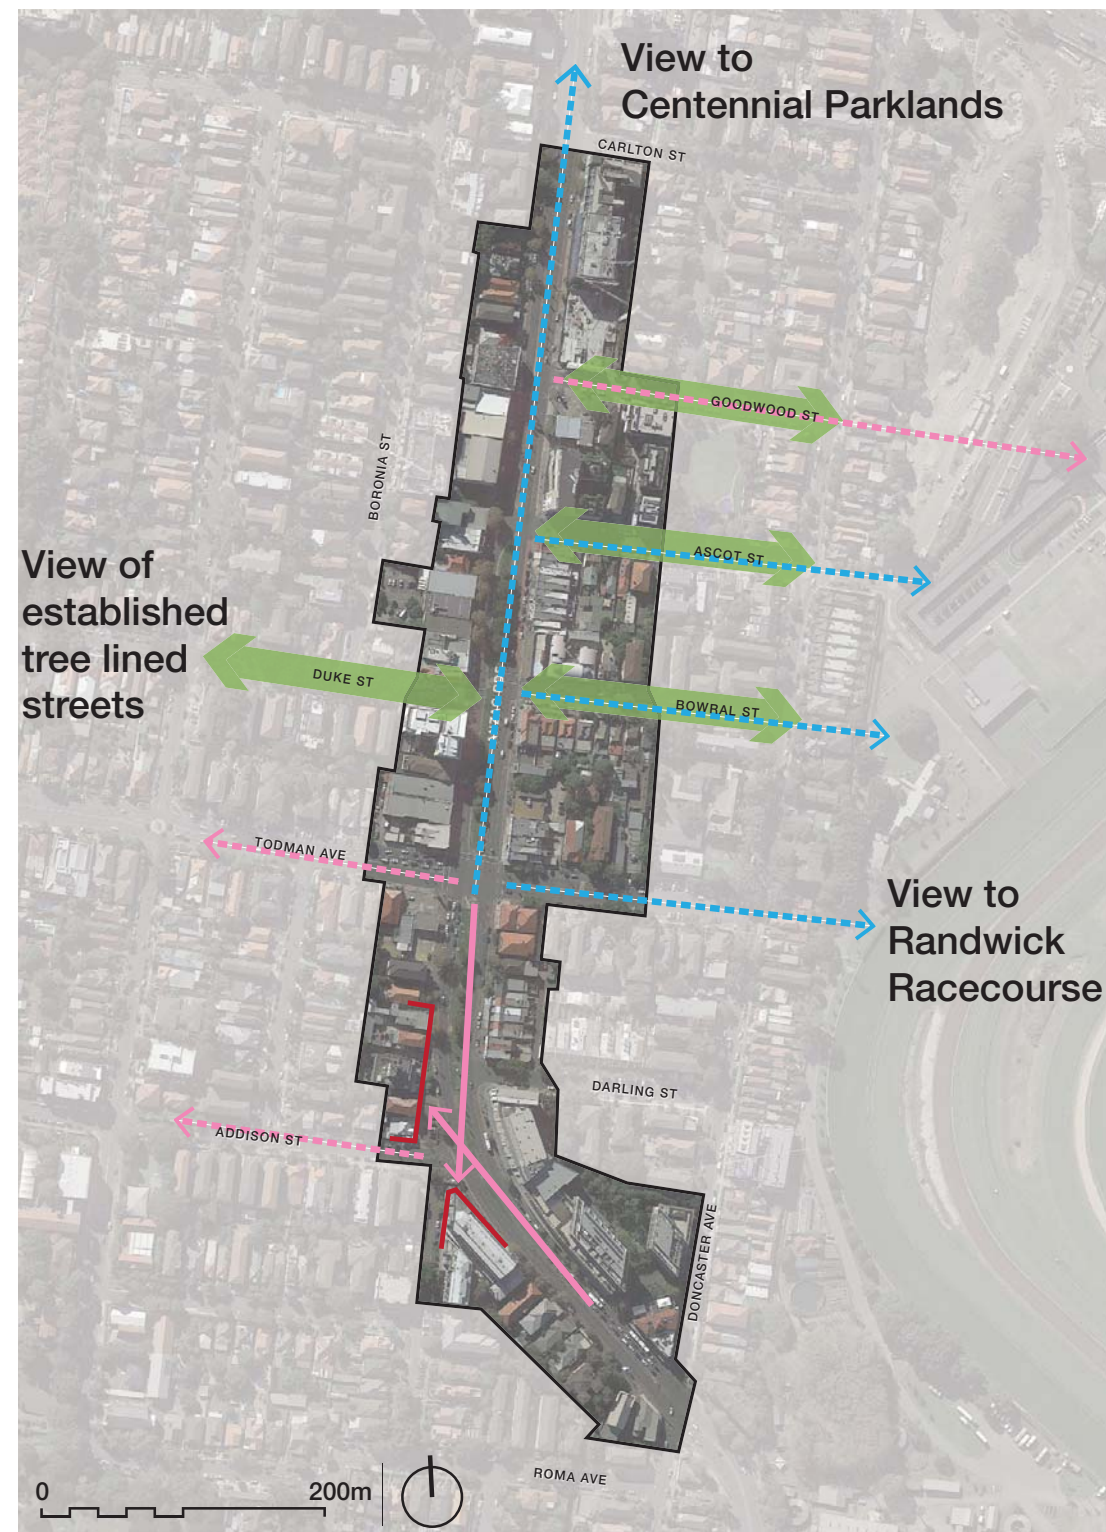 View to
Centennial Parklands
CARLTON ST
GOODWOOD ST
BORONIA ST
ASCOT ST
View of
established
tree lined
streets
DUKE ST
BOWRAL ST
TODMAN AVE
View to
Randwick
Racecourse
DARLING ST
ADDISON ST
DONCASTER AVE
ROMA AVE
0
200m